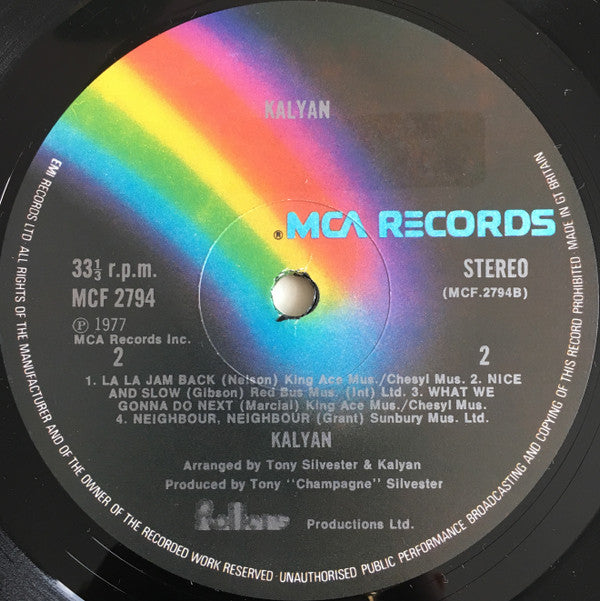 KALYAN
® MCA RECORDS
33⅓ r.p.m.
STEREO
MCF 2794
(MCF.2794B)
℗ 1977
MCA Records Inc.
2
2
1. LA LA JAM BACK (Nelson) King Ace Mus./Chesyl Mus. 2. NICE
AND SLOW (Gibson) Red Bus Mus. (Int) Ltd. 3. WHAT WE
GONNA DO NEXT (Marcial) King Ace Mus./Chesyl Mus.
4. NEIGHBOUR, NEIGHBOUR (Grant) Sunbury Mus. Ltd.
KALYAN
Arranged by Tony Silvester & Kalyan
Produced by Tony "Champagne" Silvester
Productions Ltd.
EMI RECORDS LTD. ALL RIGHTS OF THE MANUFACTURER AND OF THE OWNER OF THE RECORDED WORK RESERVED · UNAUTHORISED PUBLIC PERFORMANCE BROADCASTING AND COPYING OF THIS RECORD PROHIBITED MADE IN GT BRITAIN